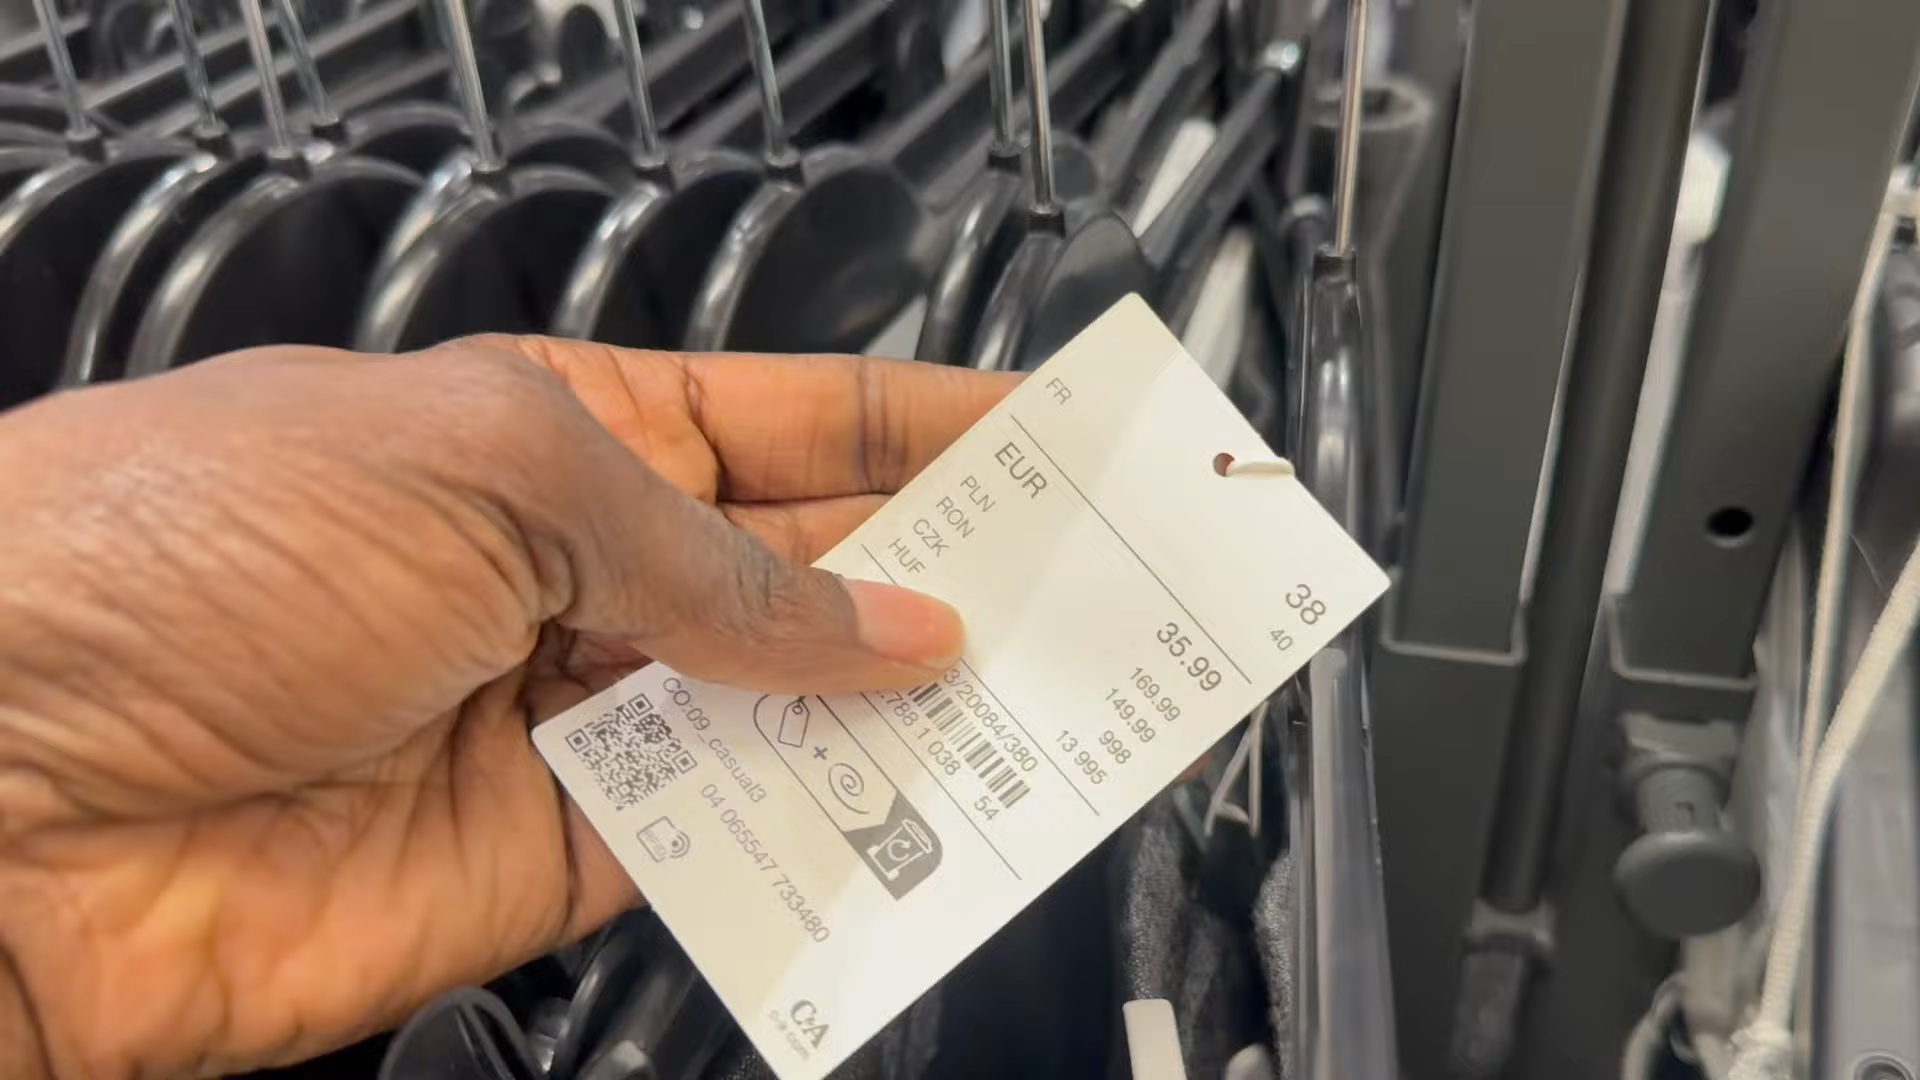 38
FR 40
EUR 35.99
PLN 169.99
RON 149.99
CZK 998
HUF 13 995
3/20084/380
.788 1 038 54
CO-09_casual3
04 065547 733480
RFID
C&A